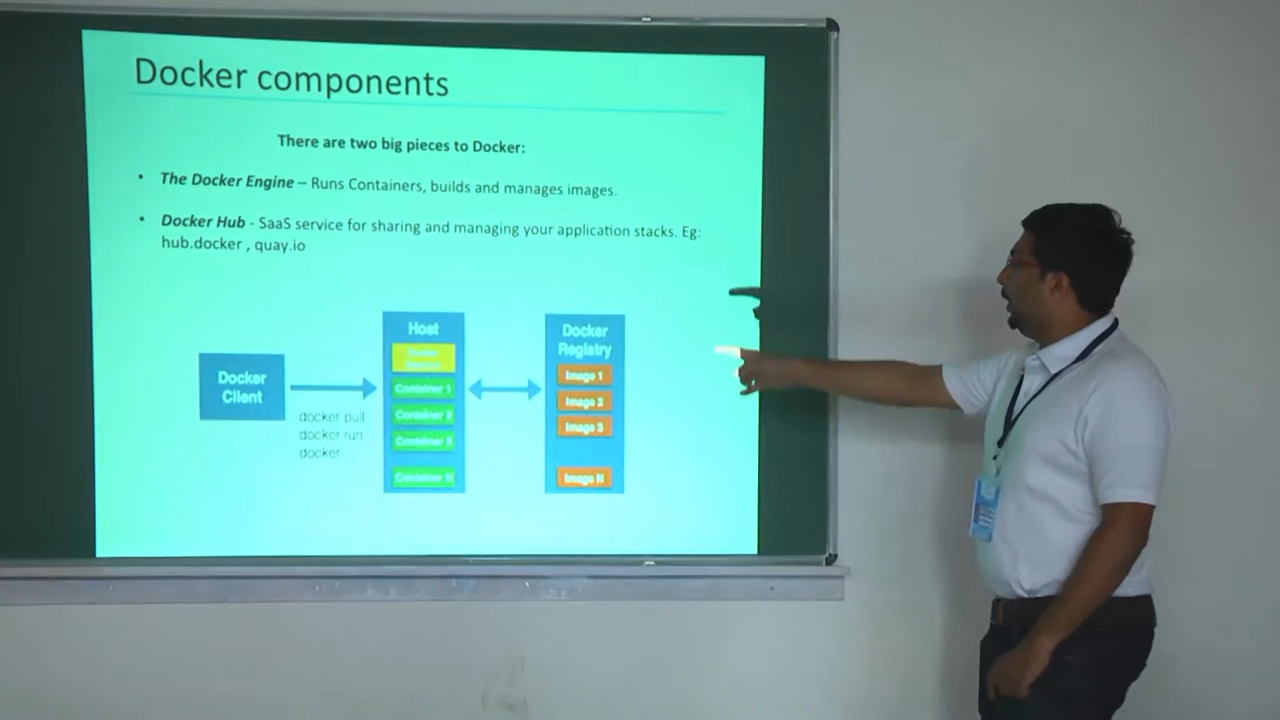 Docker components
There are two big pieces to Docker:
• The Docker Engine – Runs Containers, builds and manages images.
• Docker Hub - SaaS service for sharing and managing your application stacks. Eg:
hub.docker , quay.io
Docker
Client
docker pull
docker run
docker
Host
Container 1
Container 2
Container 3
Container N
Docker
Registry
Image 1
Image 2
Image 3
Image N